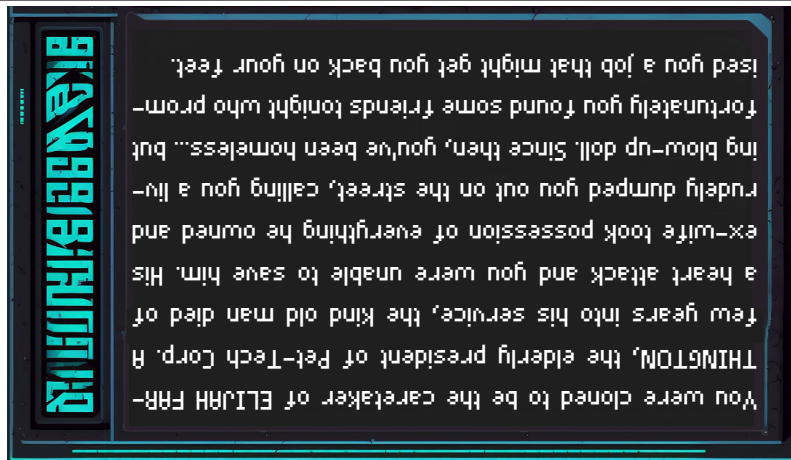 You were cloned to be the caretaker of ELIJAH FAR-
THINGTON, the elderly president of Pet-Tech Corp. A
few years into his service, the kind old man died of
a heart attack and you were unable to save him. His
ex-wife took possession of everything he owned and
rudely dumped you out on the street, calling you a liv-
ing blow-up doll. Since then, you've been homeless... but
fortunately you found some friends tonight who prom-
ised you a job that might get you back on your feet.